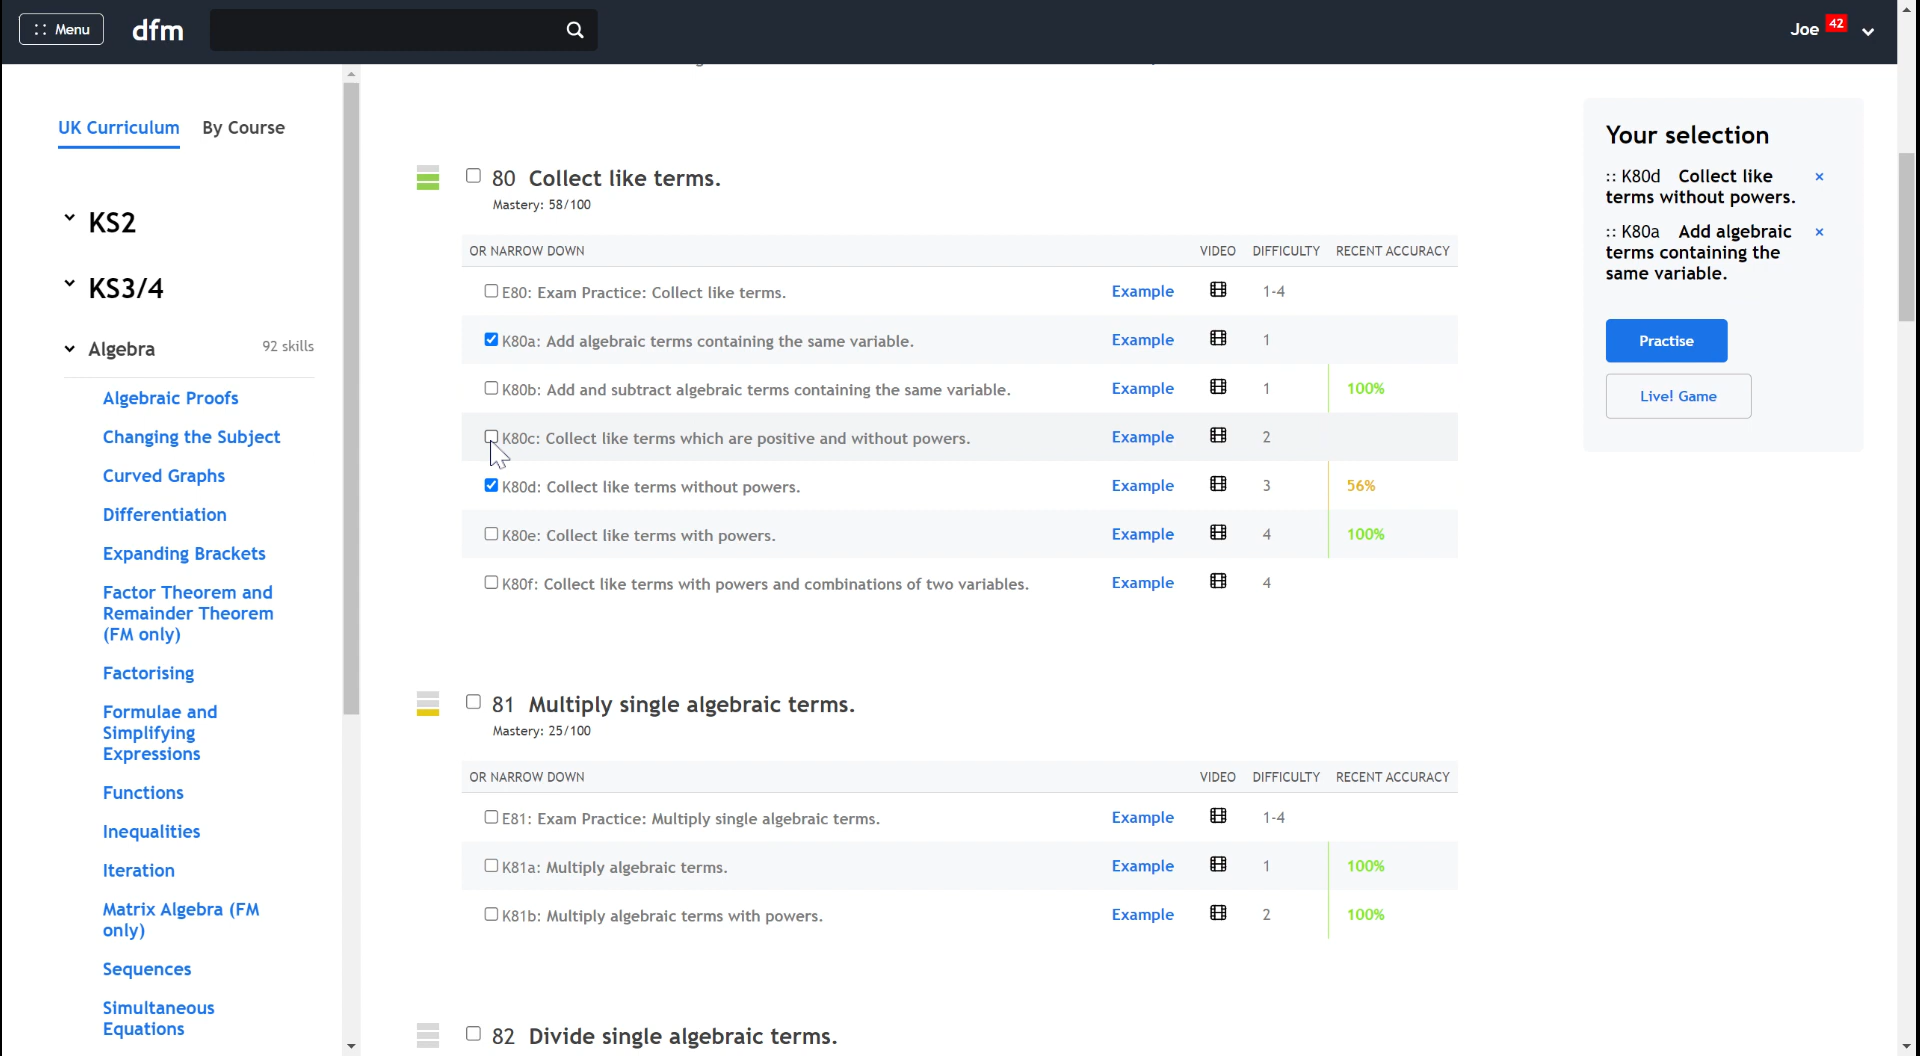 Menu
dfm
Joe 42
UK Curriculum By Course
KS2
KS3/4
Algebra 92 skills
Algebraic Proofs
Changing the Subject
Curved Graphs
Differentiation
Expanding Brackets
Factor Theorem and
Remainder Theorem
(FM only)
Factorising
Formulae and
Simplifying
Expressions
Functions
Inequalities
Iteration
Matrix Algebra (FM
only)
Sequences
Simultaneous
Equations
80 Collect like terms.
Mastery: 58/100
OR NARROW DOWN VIDEO DIFFICULTY RECENT ACCURACY
E80: Exam Practice: Collect like terms. Example 1-4
K80a: Add algebraic terms containing the same variable. Example 1
K80b: Add and subtract algebraic terms containing the same variable. Example 1 100%
K80c: Collect like terms which are positive and without powers. Example 2
K80d: Collect like terms without powers. Example 3 56%
K80e: Collect like terms with powers. Example 4 100%
K80f: Collect like terms with powers and combinations of two variables. Example 4
81 Multiply single algebraic terms.
Mastery: 25/100
OR NARROW DOWN VIDEO DIFFICULTY RECENT ACCURACY
E81: Exam Practice: Multiply single algebraic terms. Example 1-4
K81a: Multiply algebraic terms. Example 1 100%
K81b: Multiply algebraic terms with powers. Example 2 100%
82 Divide single algebraic terms.
Your selection
:: K80d Collect like ×
terms without powers.
:: K80a Add algebraic ×
terms containing the
same variable.
Practise
Live! Game